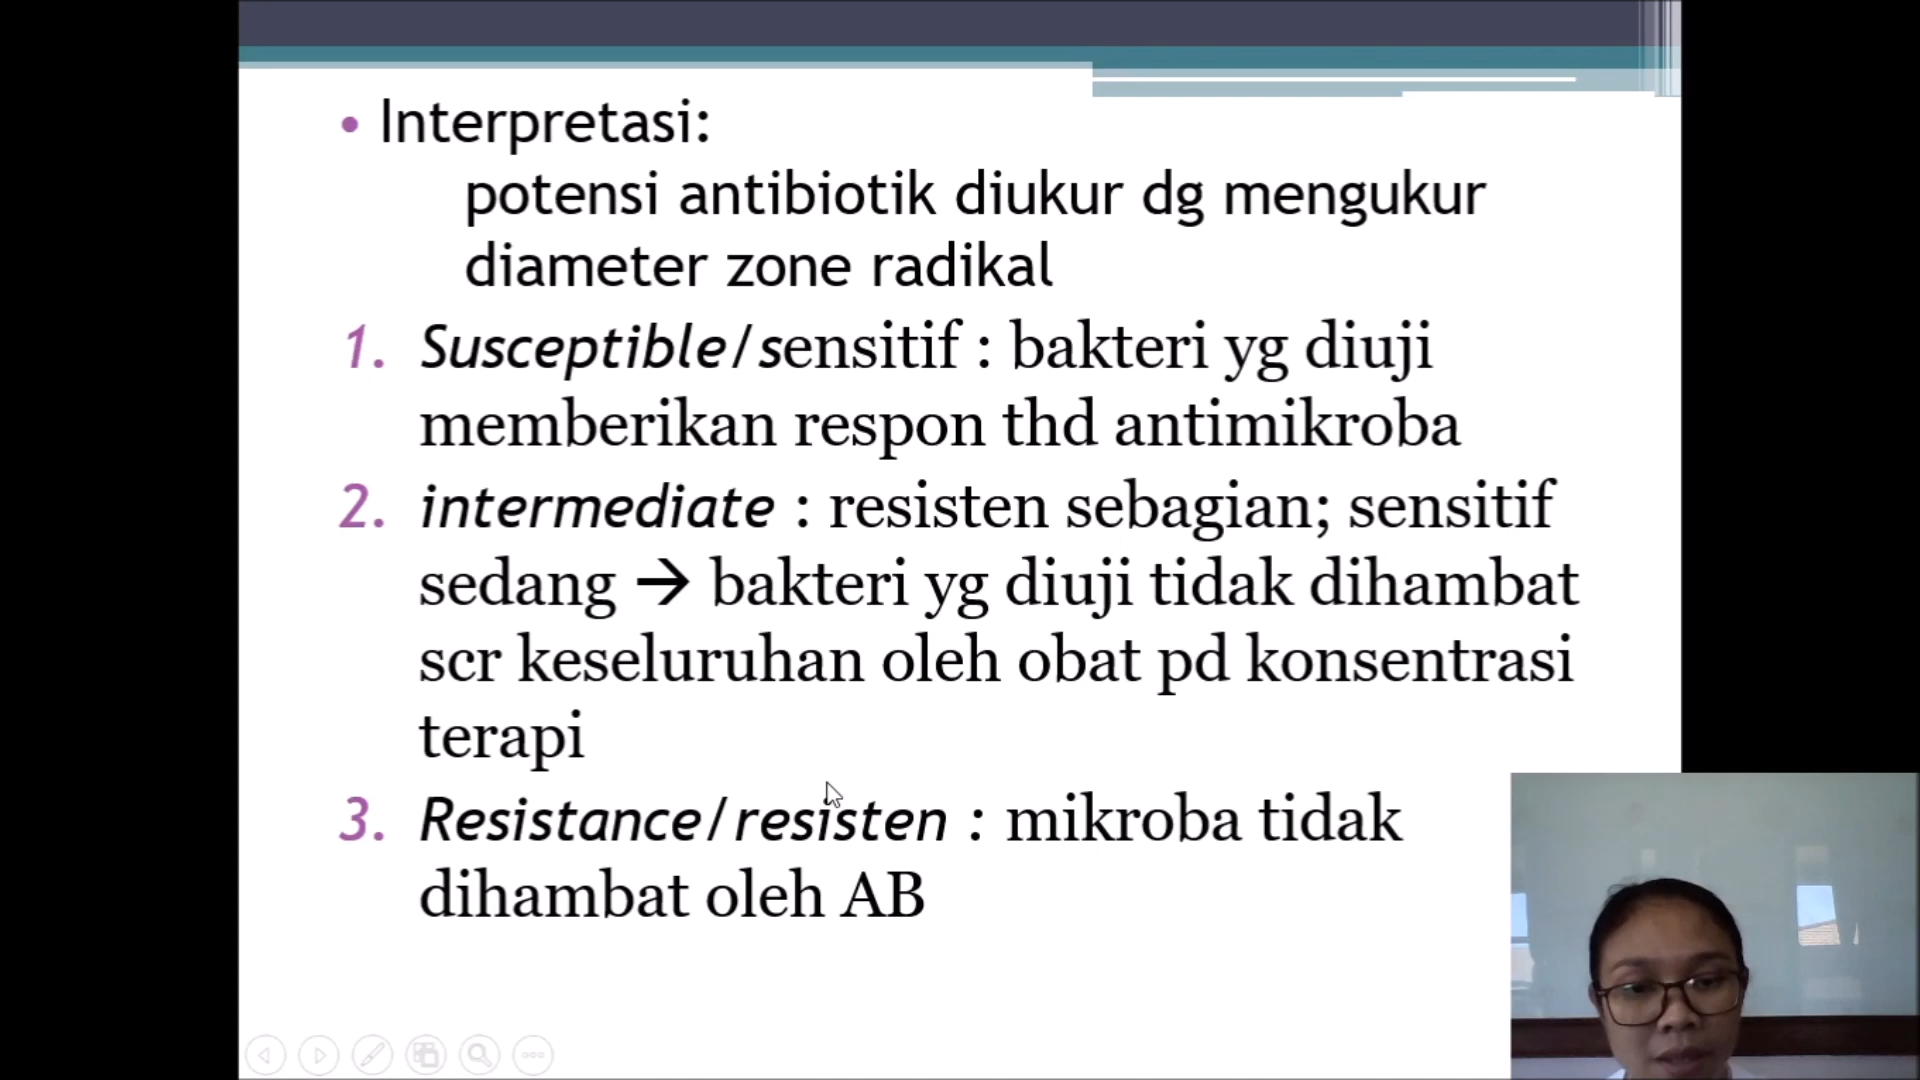 • Interpretasi:
potensi antibiotik diukur dg mengukur
diameter zone radikal
1. Susceptible/sensitif : bakteri yg diuji
memberikan respon thd antimikroba
2. intermediate : resisten sebagian; sensitif
sedang → bakteri yg diuji tidak dihambat
scr keseluruhan oleh obat pd konsentrasi
terapi
3. Resistance/resisten : mikroba tidak
dihambat oleh AB